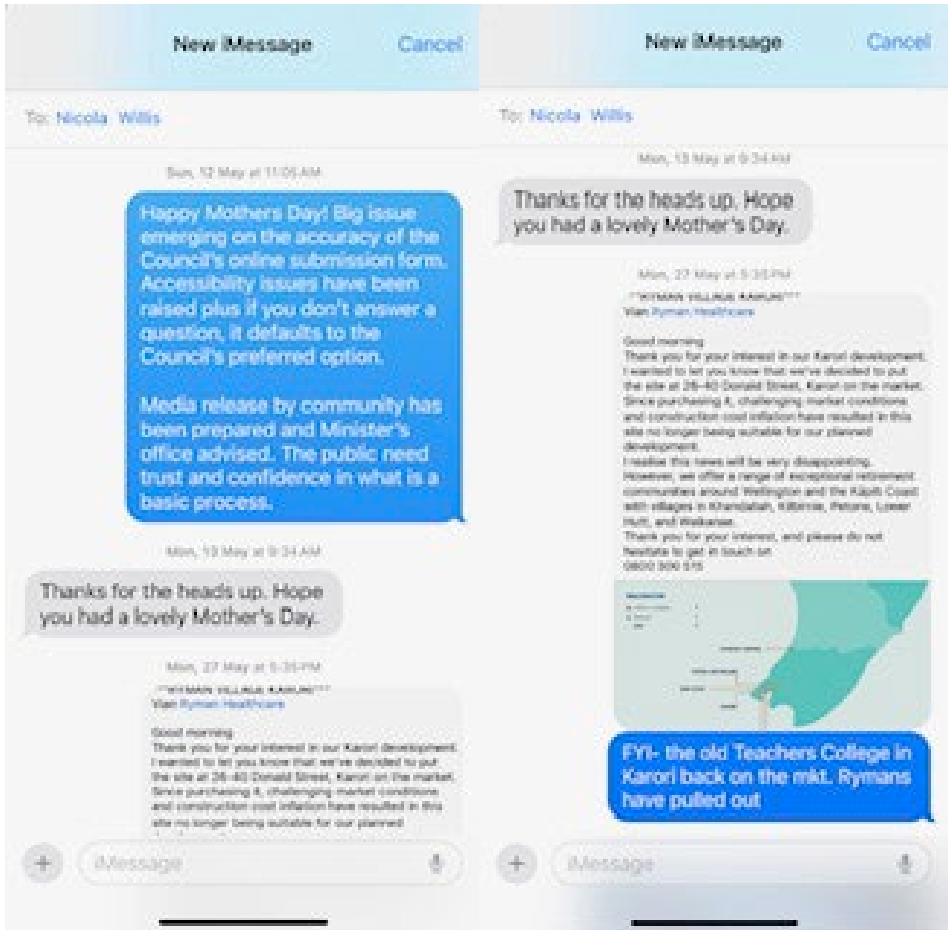 New iMessage
Cancel
To: Nicola Willis
Sun, 12 May at 11:05 AM
Happy Mothers Day! Big issue
emerging on the accuracy of the
Council's online submission form.
Accessibility issues have been
raised plus if you don't answer a
question, it defaults to the
Council's preferred option.
Media release by community has
been prepared and Minister's
office advised. The public need
trust and confidence in what is a
basic process.
Mon, 13 May at 9:34 AM
Thanks for the heads up. Hope
you had a lovely Mother's Day.
Mon, 27 May at 5:35 PM
**RYMAN VILLAGE KARORI***
Vian Ryman Healthcare
Good morning
Thank you for your interest in our Karori development.
I wanted to let you know that we've decided to put
the site at 26-40 Donald Street, Karori on the market.
Since purchasing it, challenging market conditions
and construction cost inflation have resulted in this
site no longer being suitable for our planned
iMessage
New iMessage
Cancel
To: Nicola Willis
Mon, 13 May at 9:34 AM
Thanks for the heads up. Hope
you had a lovely Mother's Day.
Mon, 27 May at 5:35 PM
**RYMAN VILLAGE KARORI***
Vian Ryman Healthcare
Good morning
Thank you for your interest in our Karori development.
I wanted to let you know that we've decided to put
the site at 26-40 Donald Street, Karori on the market.
Since purchasing it, challenging market conditions
and construction cost inflation have resulted in this
site no longer being suitable for our planned
development.
I realise this news will be very disappointing.
However, we offer a range of exceptional retirement
communities around Wellington and the Kāpiti Coast
with villages in Khandallah, Kilbirnie, Petone, Lower
Hutt, and Waikanae.
Thank you for your interest, and please do not
hesitate to get in touch on
0800 000 515
FYI- the old Teachers College in
Karori back on the mkt. Rymans
have pulled out
iMessage